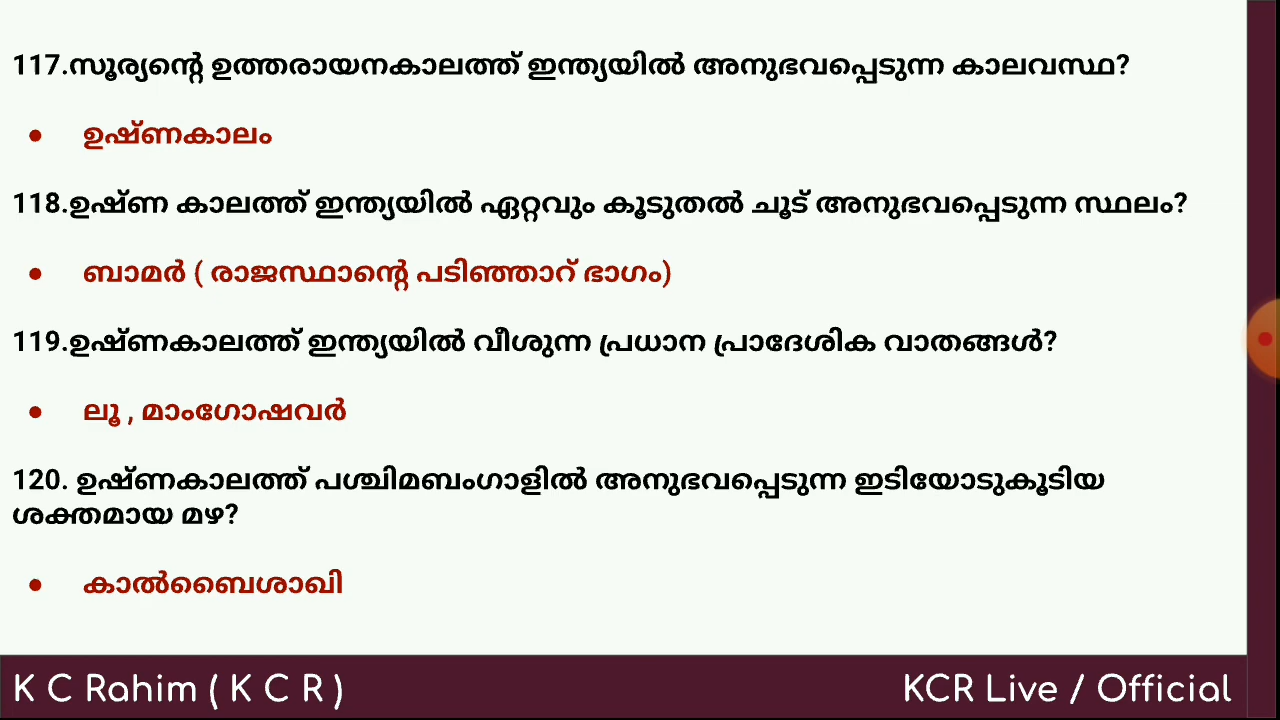 117.സൂര്യന്റെ ഉത്തരായനകാലത്ത് ഇന്ത്യയിൽ അനുഭവപ്പെടുന്ന കാലവസ്ഥ?
● ഉഷ്ണകാലം
118.ഉഷ്ണ കാലത്ത് ഇന്ത്യയിൽ ഏറ്റവും കൂടുതൽ ചൂട് അനുഭവപ്പെടുന്ന സ്ഥലം?
● ബാമർ ( രാജസ്ഥാന്റെ പടിഞ്ഞാറ് ഭാഗം)
119.ഉഷ്ണകാലത്ത് ഇന്ത്യയിൽ വീശുന്ന പ്രധാന പ്രാദേശിക വാതങ്ങൾ?
● ലൂ , മാംഗോഷവർ
120. ഉഷ്ണകാലത്ത് പശ്ചിമബംഗാളിൽ അനുഭവപ്പെടുന്ന ഇടിയോടുകൂടിയ
ശക്തമായ മഴ?
● കാൽബൈശാഖി
K C Rahim ( K C R ) KCR Live / Official